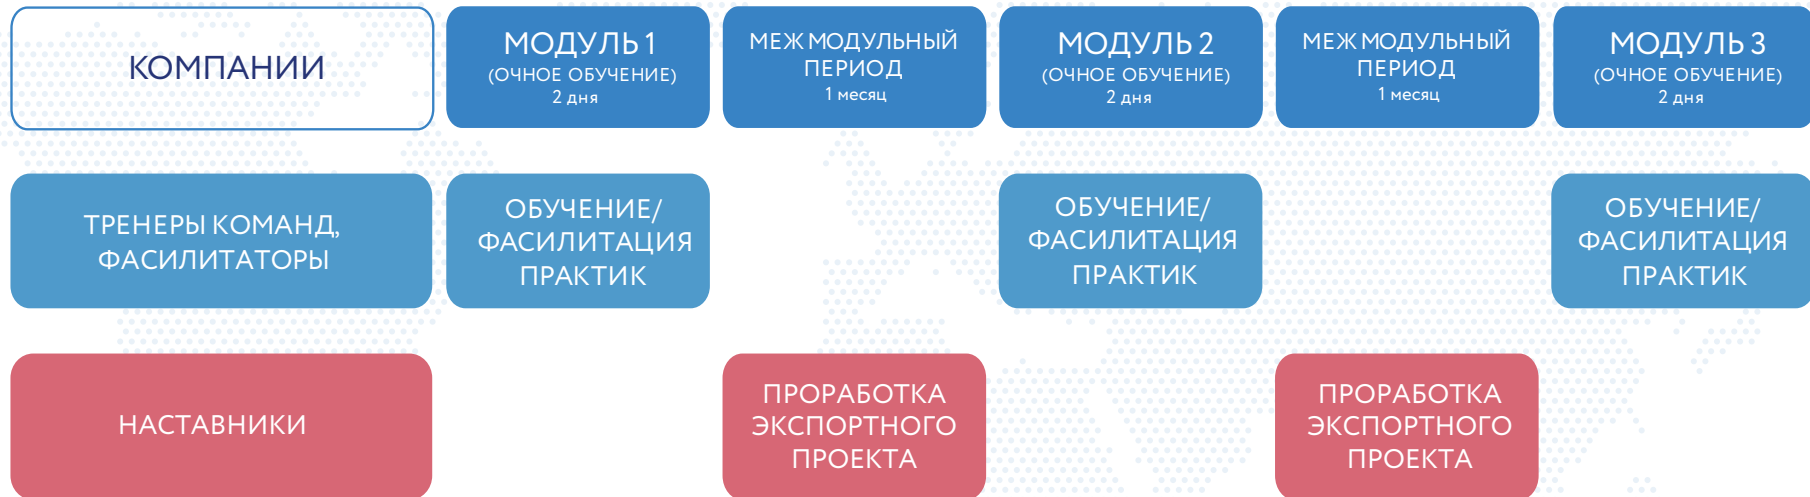 КОМПАНИИ
МОДУЛЬ 1
(ОЧНОЕ ОБУЧЕНИЕ)
2 дня
МЕЖМОДУЛЬНЫЙ
ПЕРИОД
1 месяц
МОДУЛЬ 2
(ОЧНОЕ ОБУЧЕНИЕ)
2 дня
МЕЖМОДУЛЬНЫЙ
ПЕРИОД
1 месяц
МОДУЛЬ 3
(ОЧНОЕ ОБУЧЕНИЕ)
2 дня
ТРЕНЕРЫ КОМАНД,
ФАСИЛИТАТОРЫ
ОБУЧЕНИЕ/
ФАСИЛИТАЦИЯ
ПРАКТИК
ОБУЧЕНИЕ/
ФАСИЛИТАЦИЯ
ПРАКТИК
ОБУЧЕНИЕ/
ФАСИЛИТАЦИЯ
ПРАКТИК
НАСТАВНИКИ
ПРОРАБОТКА
ЭКСПОРТНОГО
ПРОЕКТА
ПРОРАБОТКА
ЭКСПОРТНОГО
ПРОЕКТА